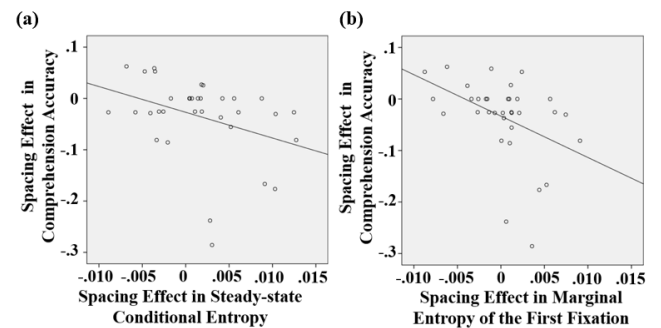 (a)
Spacing Effect in
Comprehension Accuracy
.1
0
-.1
-.2
-.3
-.010 -.005 0 .005 .010 .015
Spacing Effect in Steady-state
Conditional Entropy
(b)
Spacing Effect in
Comprehension Accuracy
.1
0
-.1
-.2
-.3
-.010 -.005 .000 .005 .010 .015
Spacing Effect in Marginal
Entropy of the First Fixation